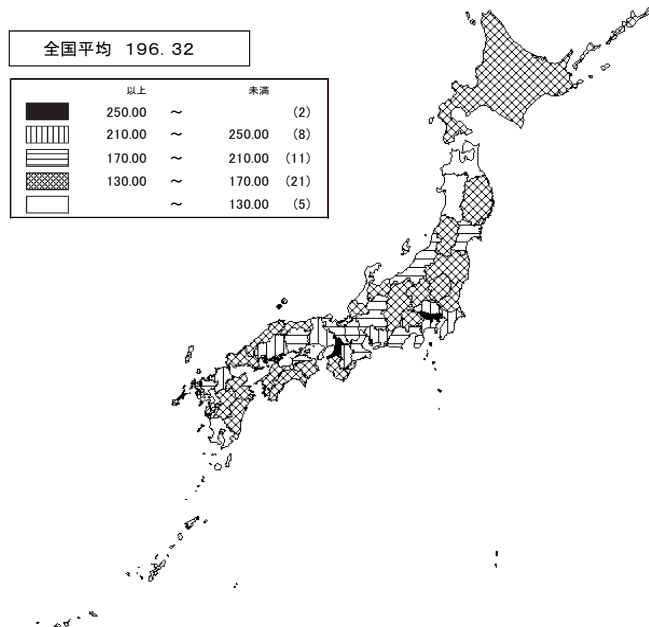 全国平均 196.32
以上 未満
250.00 ～ (2)
210.00 ～ 250.00 (8)
170.00 ～ 210.00 (11)
130.00 ～ 170.00 (21)
～ 130.00 (5)